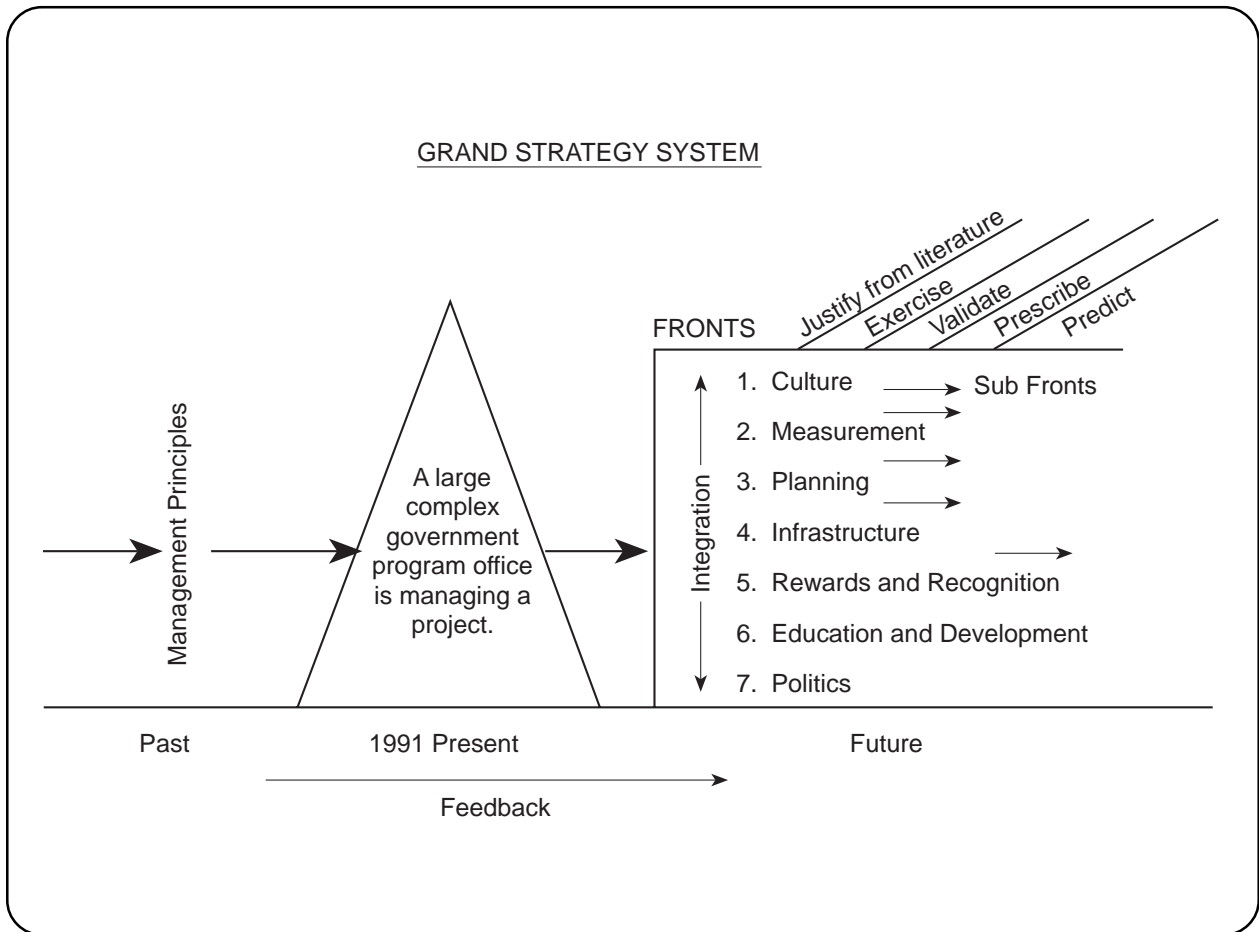 GRAND STRATEGY SYSTEM
Management Principles
A large
complex
government
program office
is managing a
project.
FRONTS
Justify from literature
Exercise
Validate
Prescribe
Predict
Integration
1. Culture
Sub Fronts
2. Measurement
3. Planning
4. Infrastructure
5. Rewards and Recognition
6. Education and Development
7. Politics
Past
1991 Present
Future
Feedback